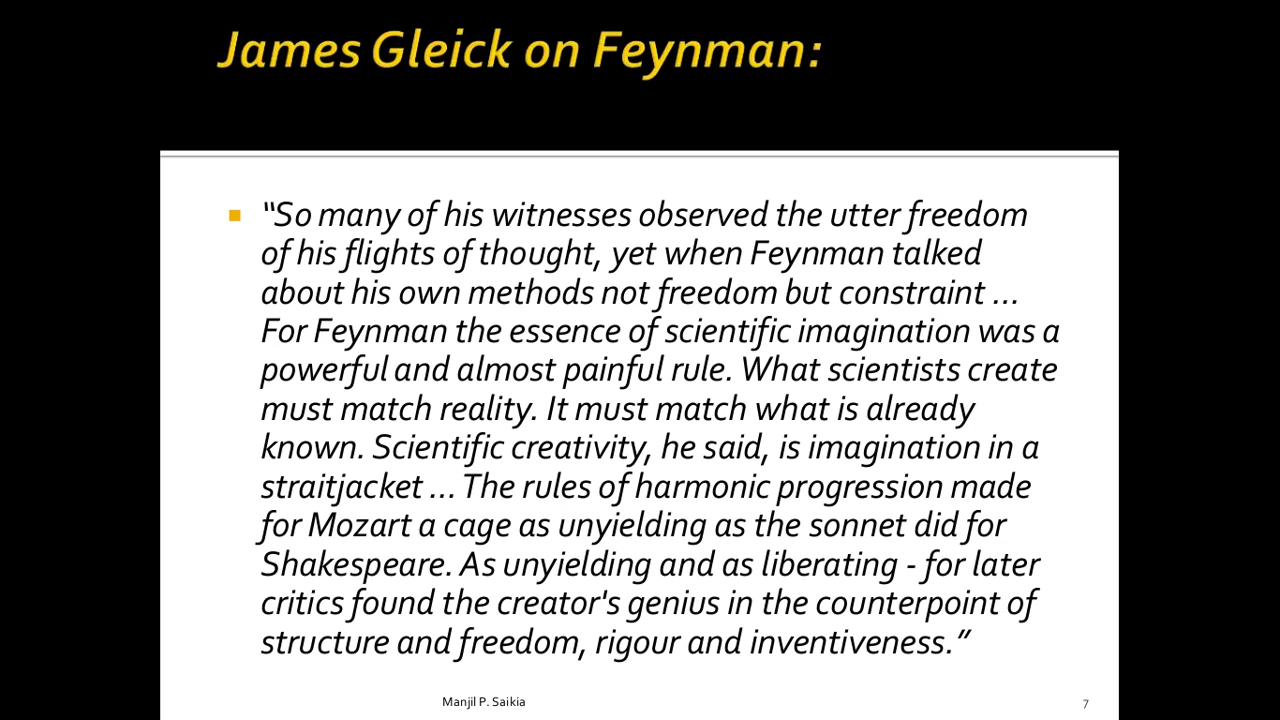 James Gleick on Feynman:
“So many of his witnesses observed the utter freedom
of his flights of thought, yet when Feynman talked
about his own methods not freedom but constraint ...
For Feynman the essence of scientific imagination was a
powerful and almost painful rule. What scientists create
must match reality. It must match what is already
known. Scientific creativity, he said, is imagination in a
straitjacket ... The rules of harmonic progression made
for Mozart a cage as unyielding as the sonnet did for
Shakespeare. As unyielding and as liberating - for later
critics found the creator's genius in the counterpoint of
structure and freedom, rigour and inventiveness.”
Manjil P. Saikia
7